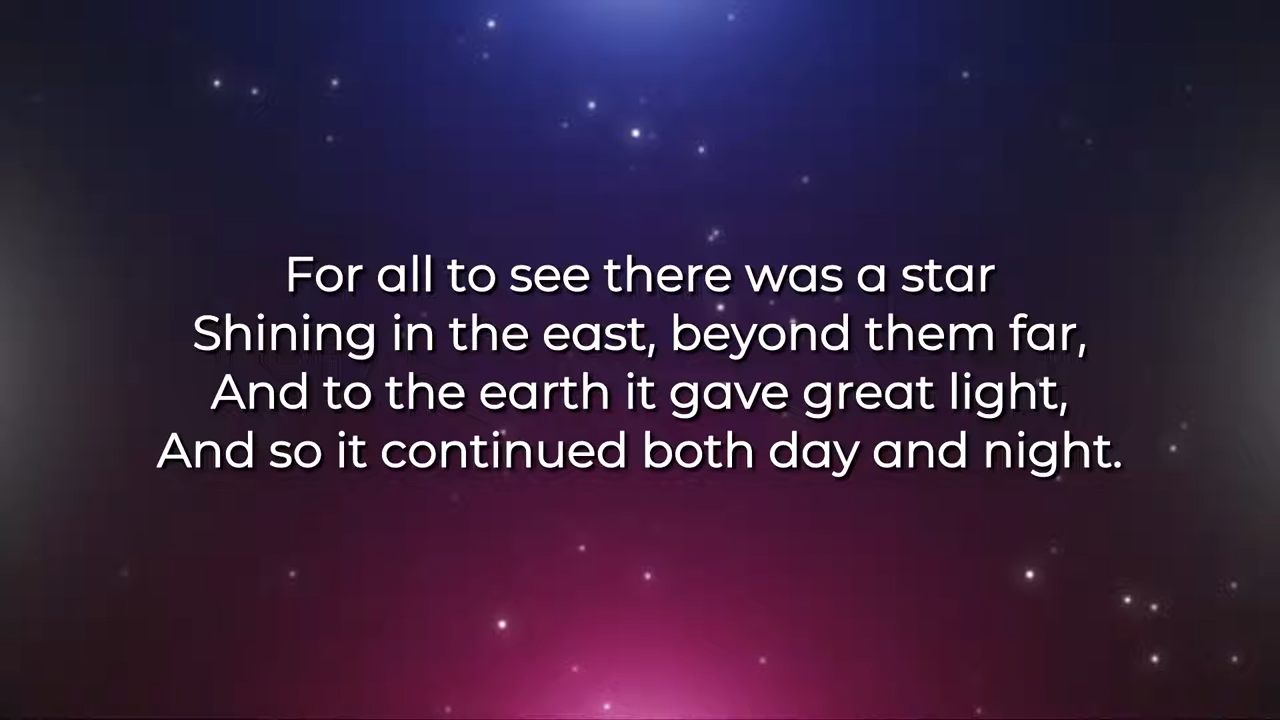 For all to see there was a star
Shining in the east, beyond them far,
And to the earth it gave great light,
And so it continued both day and night.